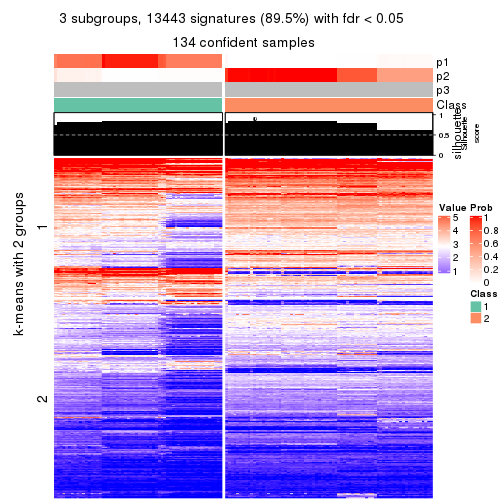 3 subgroups, 13443 signatures (89.5%) with fdr < 0.05
134 confident samples
p1
p2
p3
Class
1
0.5
0
silhouette
Silhouette
score
k-means with 2 groups
1
2
Value
5
4
3
2
1
Prob
1
0.8
0.6
0.4
0.2
0
Class
1
2